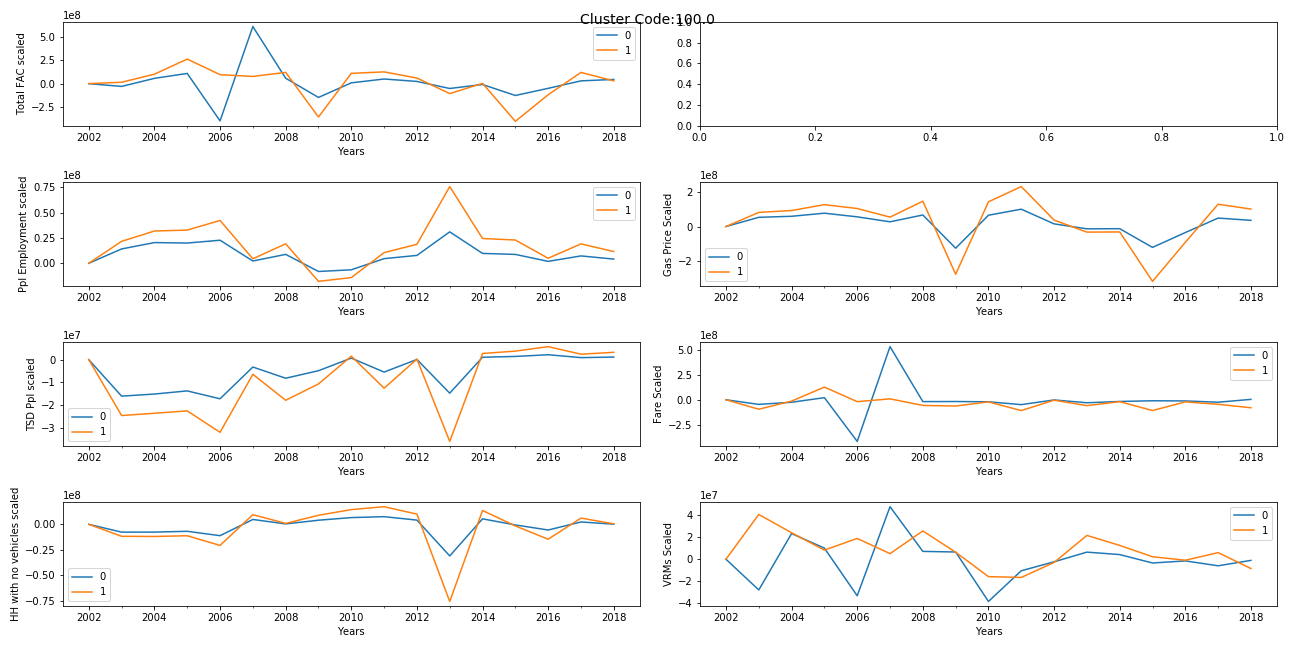 Cluster Code:100.0
1e8
Total FAC scaled
5.0
2.5
0.0
−2.5
0
1
2002 2004 2006 2008 2010 2012 2014 2016 2018
Years
1.0
0.8
0.6
0.4
0.2
0.0
0.0 0.2 0.4 0.6 0.8 1.0
1e8
Ppl Employment scaled
0.75
0.50
0.25
0.00
0
1
2002 2004 2006 2008 2010 2012 2014 2016 2018
Years
1e8
Gas Price Scaled
2
0
−2
0
1
2002 2004 2006 2008 2010 2012 2014 2016 2018
Years
1e7
TSD Ppl scaled
0
−1
−2
−3
0
1
2002 2004 2006 2008 2010 2012 2014 2016 2018
Years
1e8
Fare Scaled
5.0
2.5
0.0
−2.5
0
1
2002 2004 2006 2008 2010 2012 2014 2016 2018
Years
1e8
HH with no vehicles scaled
0.00
−0.25
−0.50
−0.75
0
1
2002 2004 2006 2008 2010 2012 2014 2016 2018
Years
1e7
VRMs Scaled
4
2
0
−2
−4
0
1
2002 2004 2006 2008 2010 2012 2014 2016 2018
Years